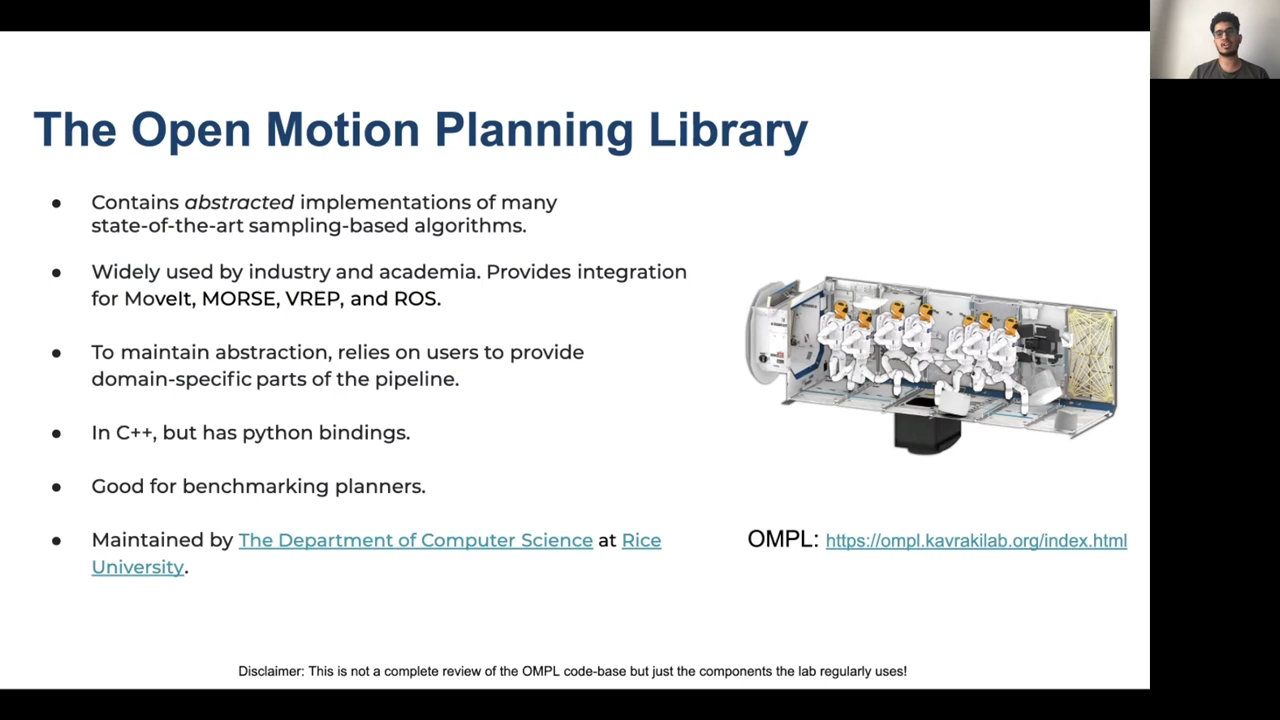 The Open Motion Planning Library
● Contains abstracted implementations of many
state-of-the-art sampling-based algorithms.
● Widely used by industry and academia. Provides integration
for MoveIt, MORSE, VREP, and ROS.
● To maintain abstraction, relies on users to provide
domain-specific parts of the pipeline.
● In C++, but has python bindings.
● Good for benchmarking planners.
● Maintained by The Department of Computer Science at Rice
University.
OMPL: https://ompl.kavrakilab.org/index.html
Disclaimer: This is not a complete review of the OMPL code-base but just the components the lab regularly uses!